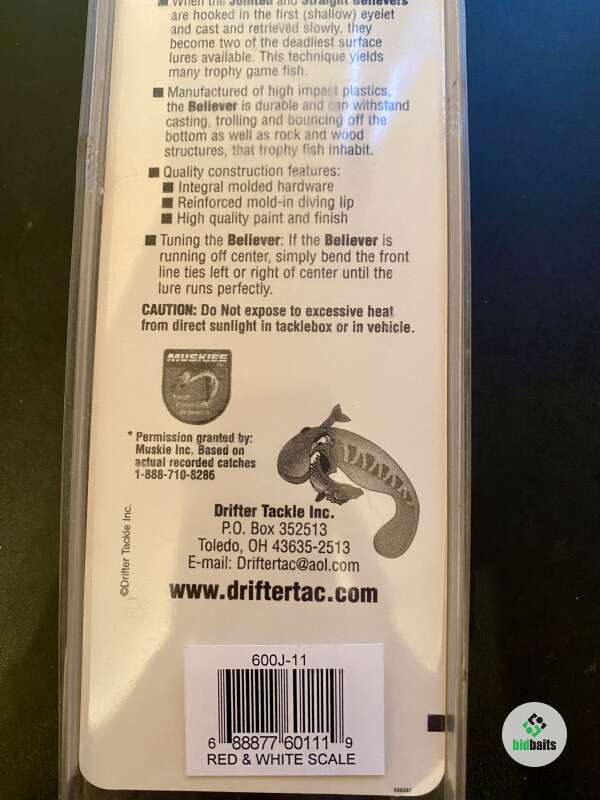 ■ When the Jointed and Straight Believers
are hooked in the first (shallow) eyelet
and cast and retrieved slowly, they
become two of the deadliest surface
lures available. This technique yields
many trophy game fish.
■ Manufactured of high impact plastics,
the Believer is durable and can withstand
casting, trolling and bouncing off the
bottom as well as rock and wood
structures, that trophy fish inhabit.
■ Quality construction features:
■ Integral molded hardware
■ Reinforced mold-in diving lip
■ High quality paint and finish
■ Tuning the Believer: If the Believer is
running off center, simply bend the front
line ties left or right of center until the
lure runs perfectly.
CAUTION: Do Not expose to excessive heat
from direct sunlight in tacklebox or in vehicle.
MUSKIES
* Permission granted by:
Muskie Inc. Based on
actual recorded catches
1-888-710-8286
Drifter Tackle Inc.
P.O. Box 352513
Toledo, OH 43635-2513
E-mail: Driftertac@aol.com
www.driftertac.com
©Drifter Tackle Inc.
600J-11
6 88877 60111 9
RED & WHITE SCALE
bidbaits